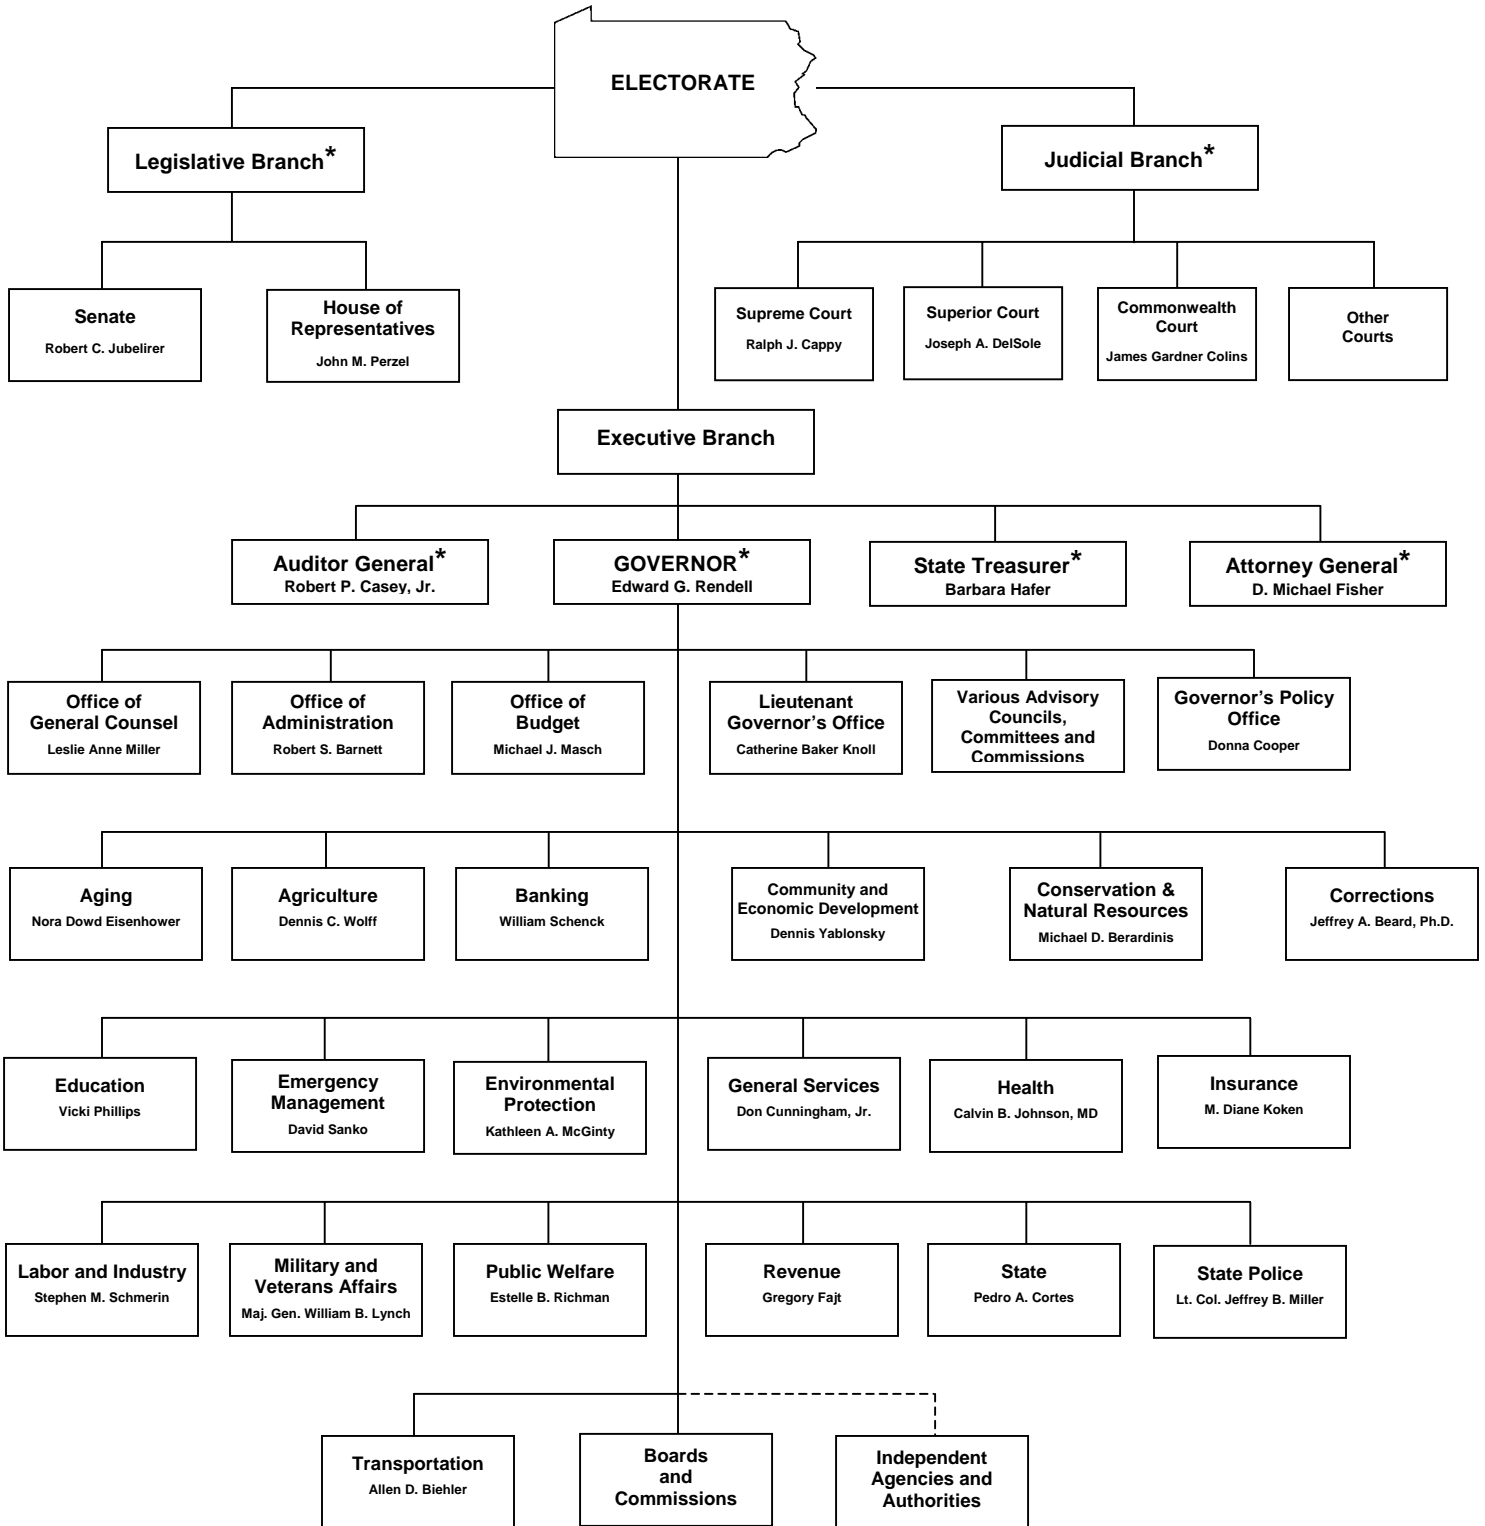 ELECTORATE
Legislative Branch*
Judicial Branch*
Senate
Robert C. Jubelirer
House of
Representatives
John M. Perzel
Supreme Court
Ralph J. Cappy
Superior Court
Joseph A. DelSole
Commonwealth
Court
James Gardner Colins
Other
Courts
Executive Branch
Auditor General*
Robert P. Casey, Jr.
GOVERNOR*
Edward G. Rendell
State Treasurer*
Barbara Hafer
Attorney General*
D. Michael Fisher
Office of
General Counsel
Leslie Anne Miller
Office of
Administration
Robert S. Barnett
Office of
Budget
Michael J. Masch
Lieutenant
Governor's Office
Catherine Baker Knoll
Various Advisory
Councils,
Committees and
Commissions
Governor's Policy
Office
Donna Cooper
Aging
Nora Dowd Eisenhower
Agriculture
Dennis C. Wolff
Banking
William Schenck
Community and
Economic Development
Dennis Yablonsky
Conservation &
Natural Resources
Michael D. Berardinis
Corrections
Jeffrey A. Beard, Ph.D.
Education
Vicki Phillips
Emergency
Management
David Sanko
Environmental
Protection
Kathleen A. McGinty
General Services
Don Cunningham, Jr.
Health
Calvin B. Johnson, MD
Insurance
M. Diane Koken
Labor and Industry
Stephen M. Schmerin
Military and
Veterans Affairs
Maj. Gen. William B. Lynch
Public Welfare
Estelle B. Richman
Revenue
Gregory Fajt
State
Pedro A. Cortes
State Police
Lt. Col. Jeffrey B. Miller
Transportation
Allen D. Biehler
Boards
and
Commissions
Independent
Agencies and
Authorities